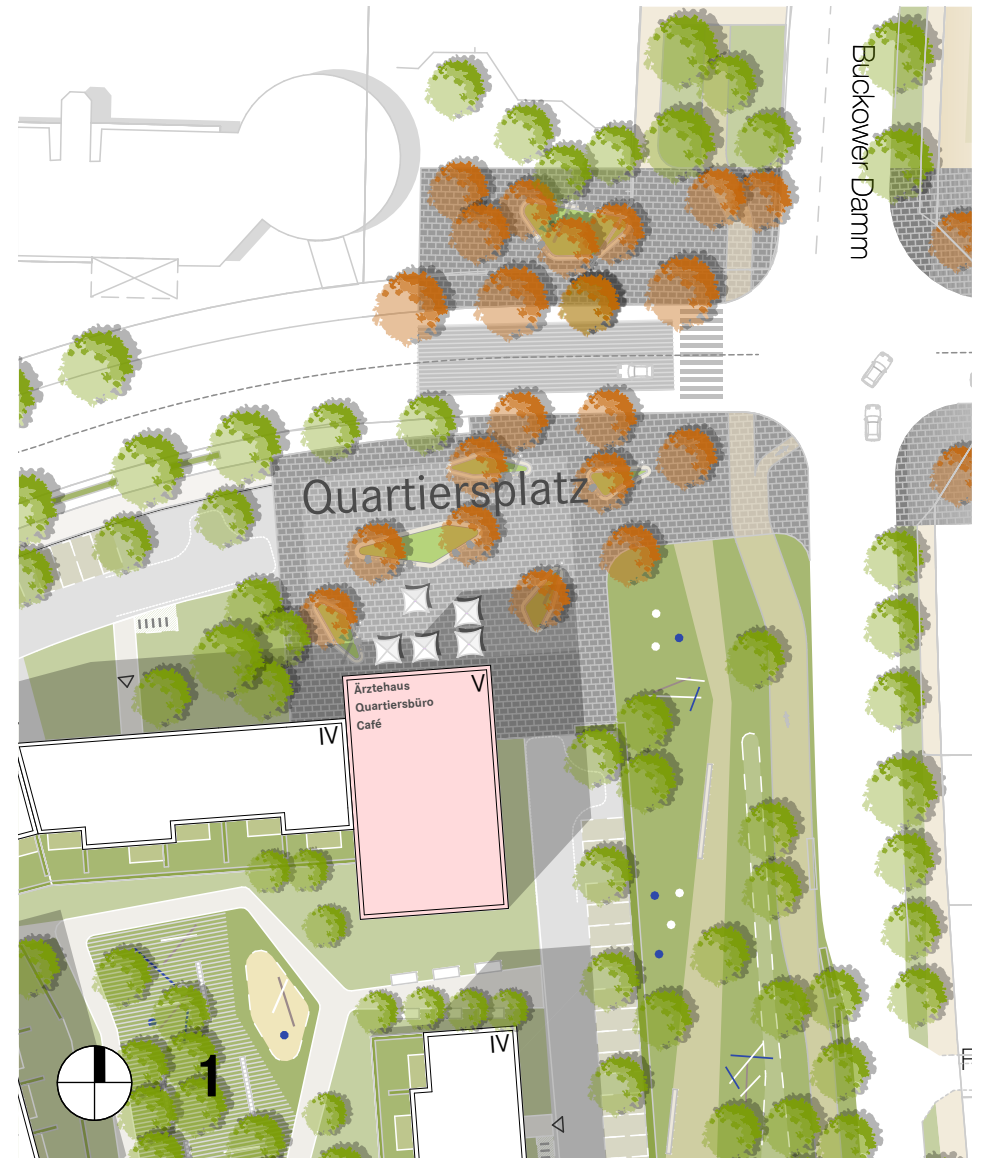 Buckower Damm
Quartiersplatz
Ärztehaus
Quartiersbüro
Café
V
IV
IV
1